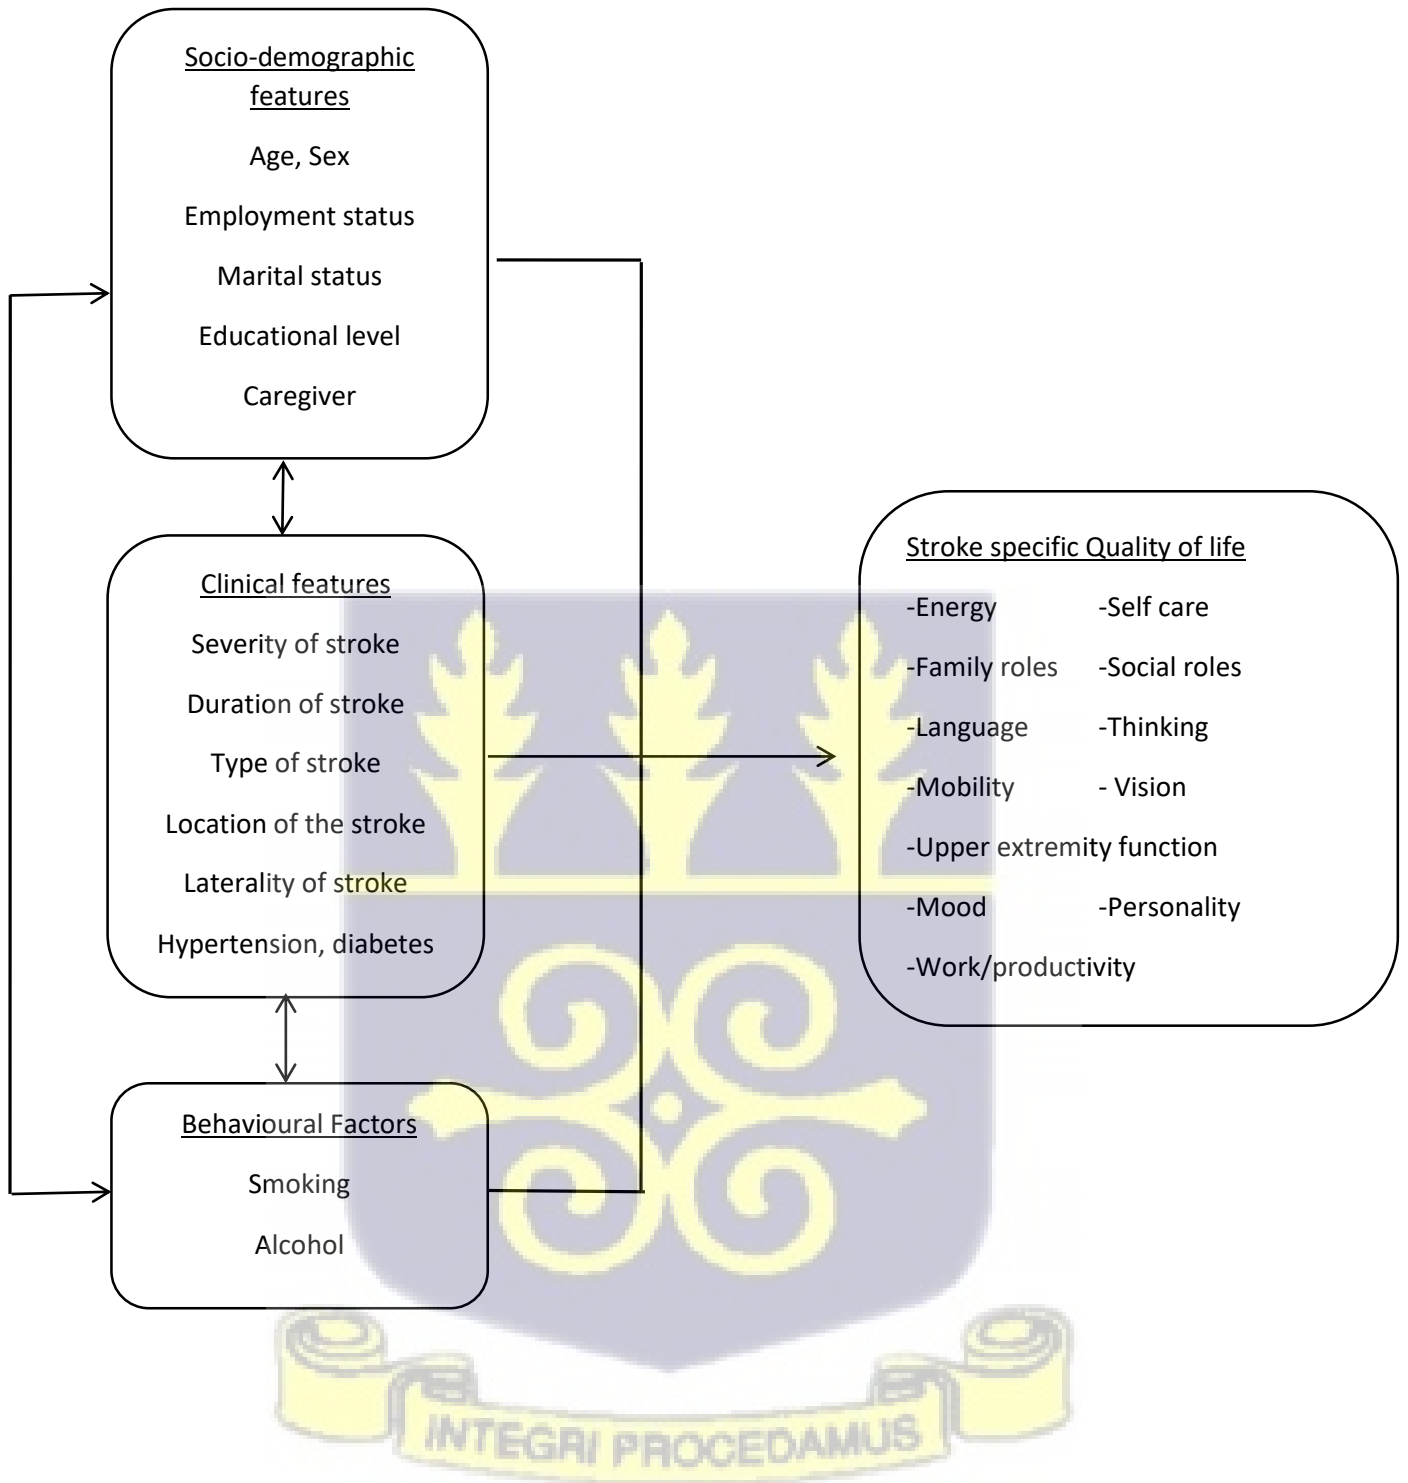 Socio-demographic
features
Age, Sex
Employment status
Marital status
Educational level
Caregiver
Clinical features
Severity of stroke
Duration of stroke
Type of stroke
Location of the stroke
Laterality of stroke
Hypertension, diabetes
Behavioural Factors
Smoking
Alcohol
Stroke specific Quality of life
-Energy -Self care
-Family roles -Social roles
-Language -Thinking
-Mobility - Vision
-Upper extremity function
-Mood -Personality
-Work/productivity
INTEGRI PROCEDAMUS